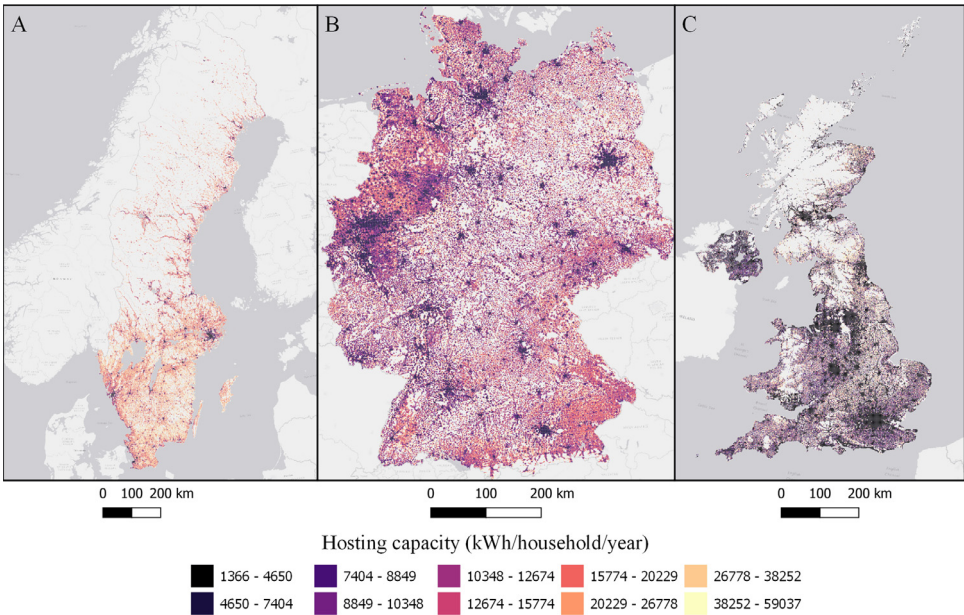 A
B
C
0 100 200 km
0 100 200 km
0 100 200 km
Hosting capacity (kWh/household/year)
1366 - 4650 7404 - 8849 10348 - 12674 15774 - 20229 26778 - 38252
4650 - 7404 8849 - 10348 12674 - 15774 20229 - 26778 38252 - 59037